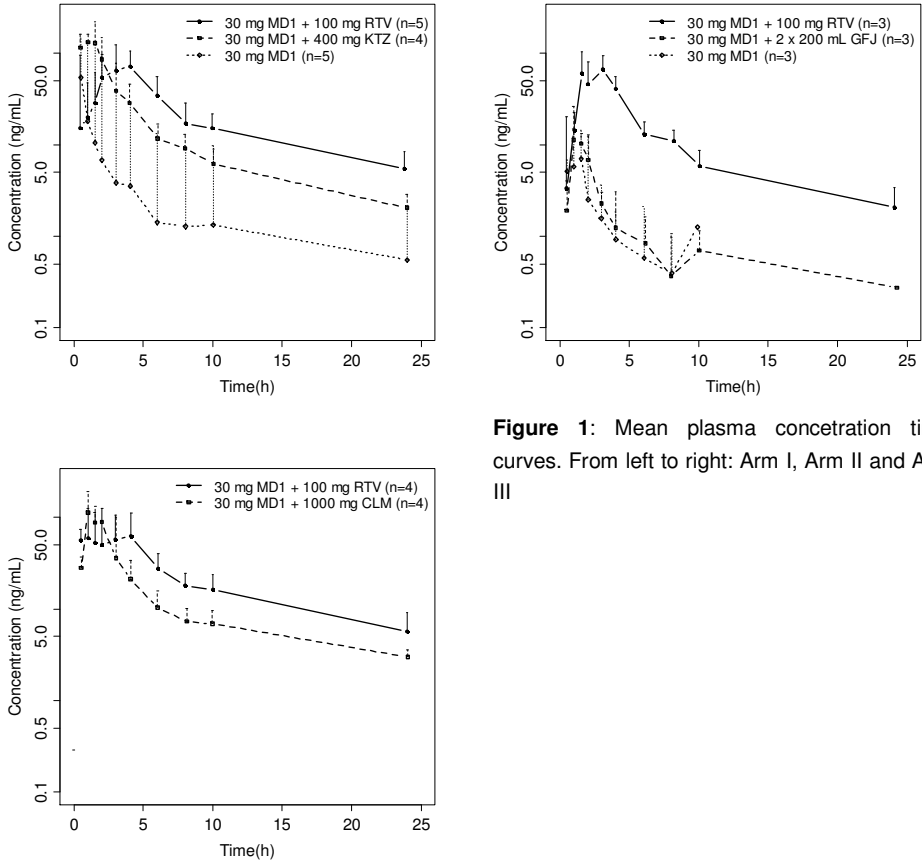 30 mg MD1 + 100 mg RTV (n=5)
30 mg MD1 + 400 mg KTZ (n=4)
30 mg MD1 (n=5)
Concentration (ng/mL)
50.0
5.0
0.5
0.1
0 5 10 15 20 25
Time(h)
30 mg MD1 + 100 mg RTV (n=3)
30 mg MD1 + 2 x 200 mL GFJ (n=3)
30 mg MD1 (n=3)
Concentration (ng/mL)
50.0
5.0
0.5
0.1
0 5 10 15 20 25
Time(h)
Figure 1: Mean plasma concetration
curves. From left to right: Arm I, Arm II and
III
30 mg MD1 + 100 mg RTV (n=4)
30 mg MD1 + 1000 mg CLM (n=4)
Concentration (ng/mL)
50.0
5.0
0.5
0.1
0 5 10 15 20 25
Time(h)